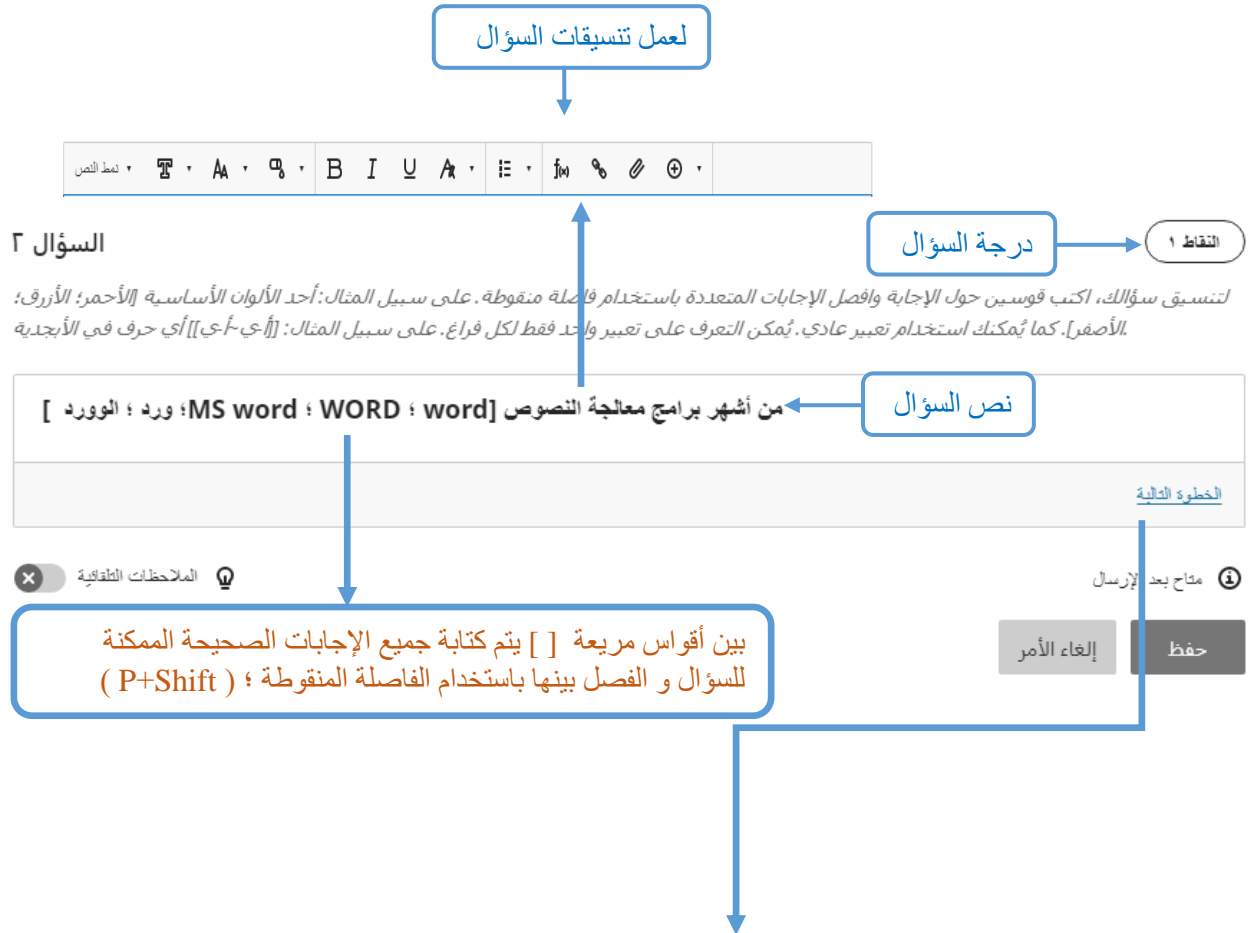 لعمل تنسيقات السؤال
نمط النص
B I U
f(x)
السؤال ٢
درجة السؤال
النقاط ١
لتنسيق سؤالك، اكتب قوسين حول الإجابة وافصل الإجابات المتعددة باستخدام فاصلة منقوطة. على سبيل المثال: أحد الألوان الأساسية [الأحمر؛ الأزرق؛
الأصفر]. كما يُمكنك استخدام تعبير عادي. يُمكن التعرف على تعبير واحد فقط لكل فراغ. على سبيل المثال: [[أ-ي-أ-ي]] أي حرف في الأبجدية.
من أشهر برامج معالجة النصوص [word ؛ WORD ؛ MS word؛ ورد ؛ الوورد ]
نص السؤال
الخطوة التالية
متاح بعد الإرسال
الملاحظات التلقائية
حفظ
إلغاء الأمر
بين أقواس مربعة [ ] يتم كتابة جميع الإجابات الصحيحة الممكنة
للسؤال و الفصل بينها باستخدام الفاصلة المنقوطة ؛ ( P+Shift )